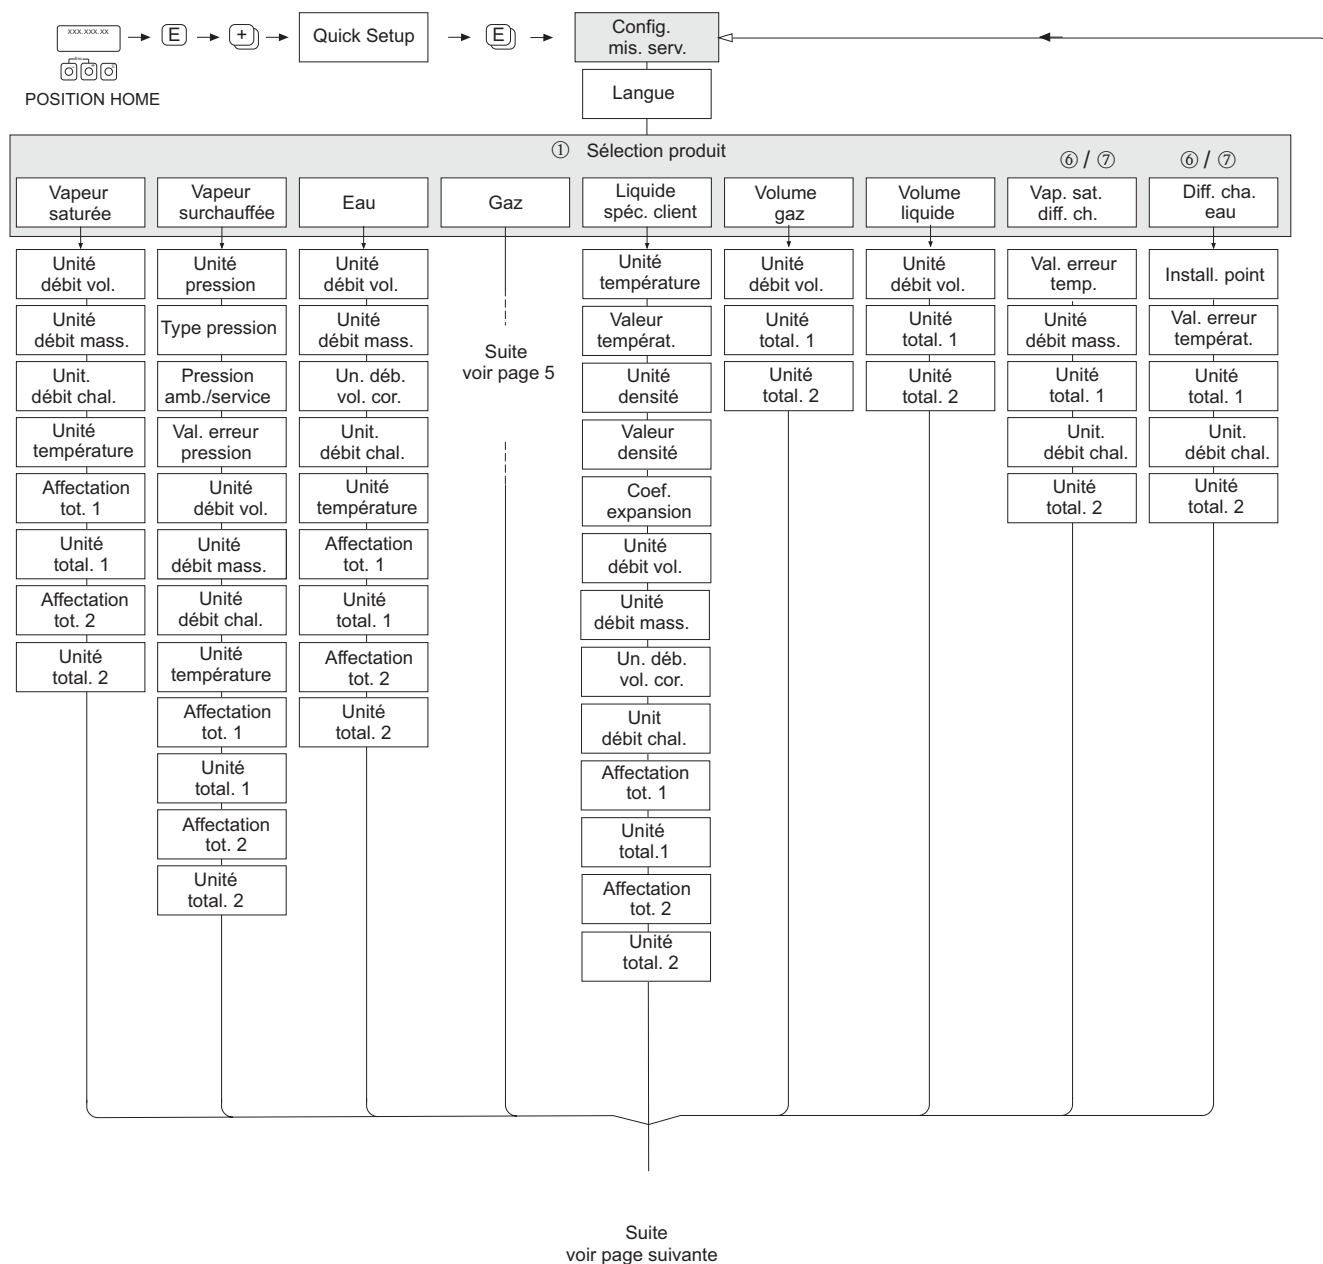 xxx.xxx.xx
Esc
E
+
Quick Setup
E
Config.
mis. serv.
POSITION HOME
Langue
① Sélection produit
⑥ / ⑦
⑥ / ⑦
Vapeur
saturée
Vapeur
surchauffée
Eau
Gaz
Liquide
spéc. client
Volume
gaz
Volume
liquide
Vap. sat.
diff. ch.
Diff. cha.
eau
Unité
débit vol.
Unité
débit mass.
Unit.
débit chal.
Unité
température
Affectation
tot. 1
Unité
total. 1
Affectation
tot. 2
Unité
total. 2
Unité
pression
Type pression
Pression
amb./service
Val. erreur
pression
Unité
débit vol.
Unité
débit mass.
Unité
débit chal.
Unité
température
Affectation
tot. 1
Unité
total. 1
Affectation
tot. 2
Unité
total. 2
Unité
débit vol.
Unité
débit mass.
Un. déb.
vol. cor.
Unit.
débit chal.
Unité
température
Affectation
tot. 1
Unité
total. 1
Affectation
tot. 2
Unité
total. 2
Suite
voir page 5
Unité
température
Valeur
températ.
Unité
densité
Valeur
densité
Coef.
expansion
Unité
débit vol.
Unité
débit mass.
Un. déb.
vol. cor.
Unit
débit chal.
Affectation
tot. 1
Unité
total.1
Affectation
tot. 2
Unité
total. 2
Unité
débit vol.
Unité
total. 1
Unité
total. 2
Unité
débit vol.
Unité
total. 1
Unité
total. 2
Val. erreur
temp.
Unité
débit mass.
Unité
total. 1
Unit.
débit chal.
Unité
total. 2
Install. point
Val. erreur
températ.
Unité
total. 1
Unit.
débit chal.
Unité
total. 2
Suite
voir page suivante